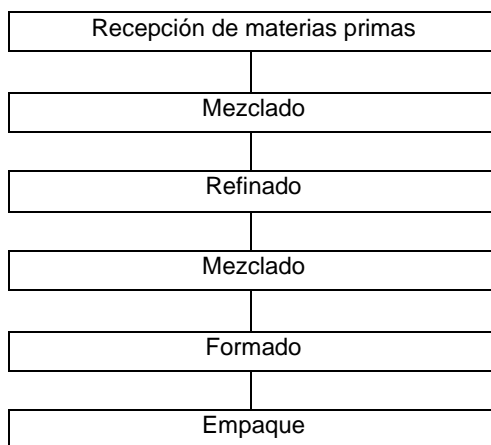 Recepción de materias primas
Mezclado
Refinado
Mezclado
Formado
Empaque